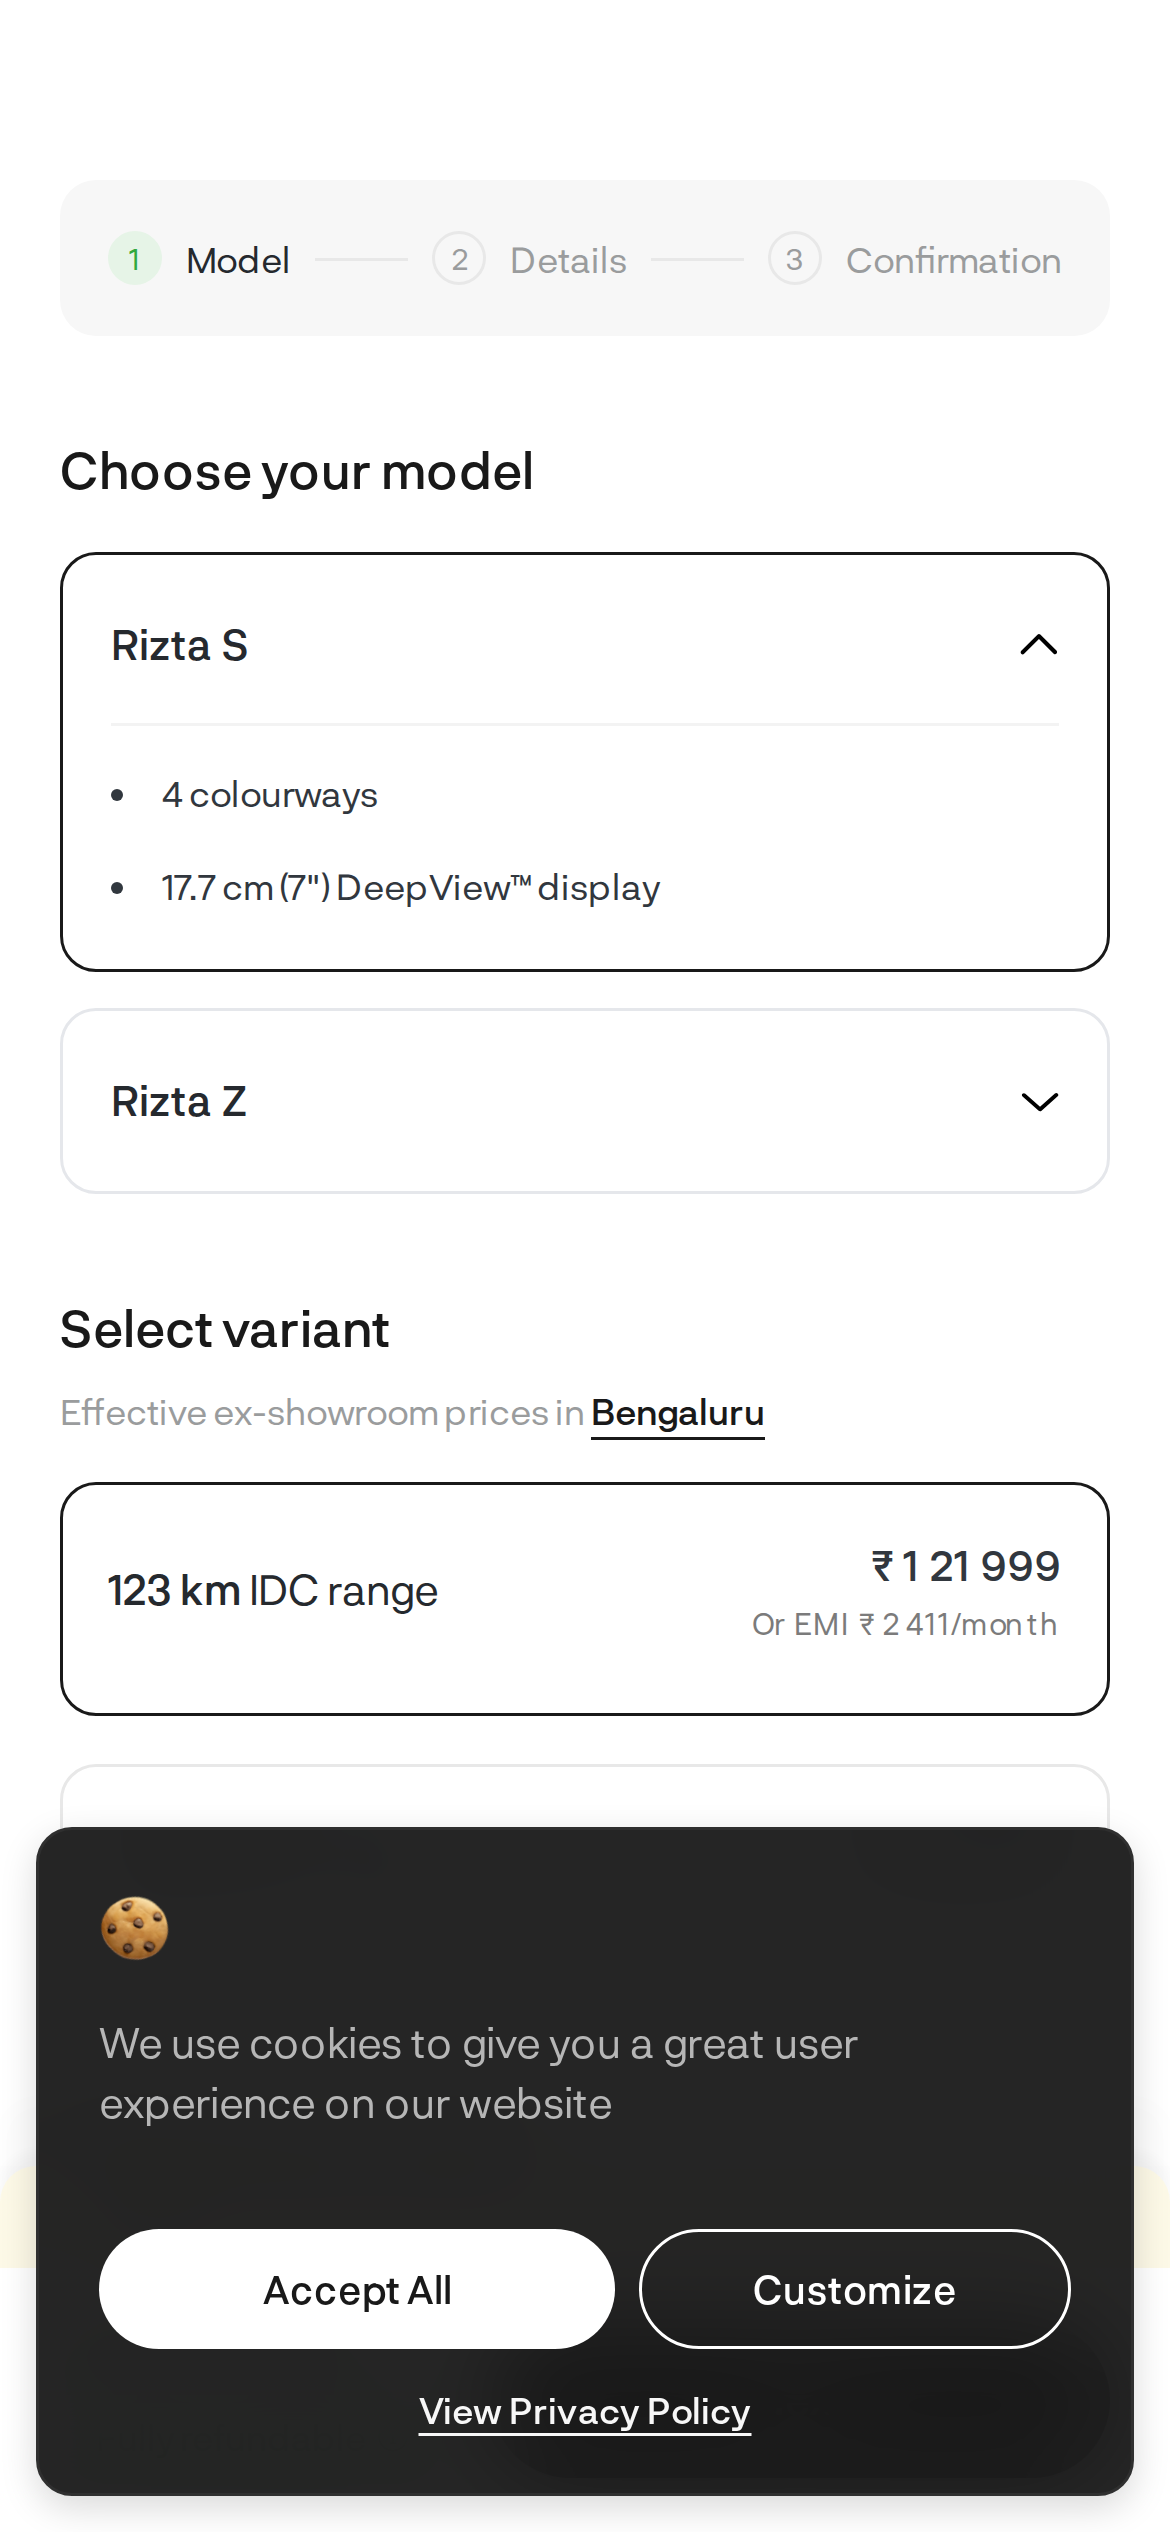 1 Model 2 Details 3 Confirmation
Choose your model
Rizta S
4 colourways
17.7 cm (7") DeepView™ display
Rizta Z
Select variant
Effective ex-showroom prices in Bengaluru
123 km IDC range
₹ 1 21 999
Or EMI ₹ 2 411/month
We use cookies to give you a great user
experience on our website
Accept All
Customize
View Privacy Policy